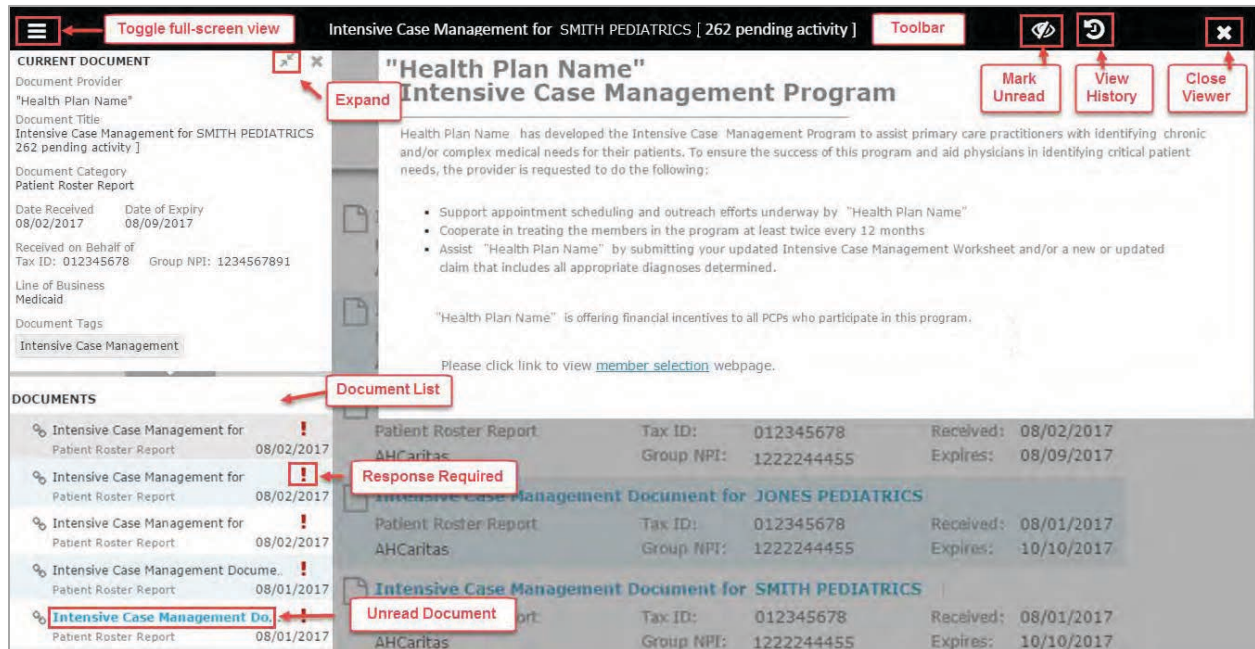 Toggle full-screen view
Intensive Case Management for SMITH PEDIATRICS [ 262 pending activity ]
Toolbar
CURRENT DOCUMENT
Document Provider
"Health Plan Name"
Document Title
Intensive Case Management for SMITH PEDIATRICS
262 pending activity ]
Document Category
Patient Roster Report
Date Received Date of Expiry
08/02/2017 08/09/2017
Received on Behalf of
Tax ID: 012345678 Group NPI: 1234567891
Line of Business
Medicaid
Document Tags
Intensive Case Management
Expand
Mark
Unread
View
History
Close
Viewer
"Health Plan Name"
Intensive Case Management Program
Health Plan Name has developed the Intensive Case Management Program to assist primary care practitioners with identifying chronic
and/or complex medical needs for their patients. To ensure the success of this program and aid physicians in identifying critical patient
needs, the provider is requested to do the following:
• Support appointment scheduling and outreach efforts underway by "Health Plan Name"
• Cooperate in treating the members in the program at least twice every 12 months
• Assist "Health Plan Name" by submitting your updated Intensive Case Management Worksheet and/or a new or updated
claim that includes all appropriate diagnoses determined.
"Health Plan Name" is offering financial incentives to all PCPs who participate in this program.
Please click link to view member selection webpage.
DOCUMENTS
Document List
Intensive Case Management for !
Patient Roster Report 08/02/2017
Intensive Case Management for !
Patient Roster Report 08/02/2017
Response Required
Intensive Case Management for !
Patient Roster Report 08/02/2017
Intensive Case Management Docume.. !
Patient Roster Report 08/01/2017
Intensive Case Management Do... !
Patient Roster Report 08/01/2017
Unread Document
Patient Roster Report Tax ID: 012345678 Received: 08/02/2017
AHCaritas Group NPI: 1222244455 Expires: 08/09/2017
Intensive Case Management Document for JONES PEDIATRICS
Patient Roster Report Tax ID: 012345678 Received: 08/01/2017
AHCaritas Group NPI: 1222244455 Expires: 10/10/2017
Intensive Case Management Document for SMITH PEDIATRICS
Tax ID: 012345678 Received: 08/01/2017
AHCaritas Group NPI: 1222244455 Expires: 10/10/2017